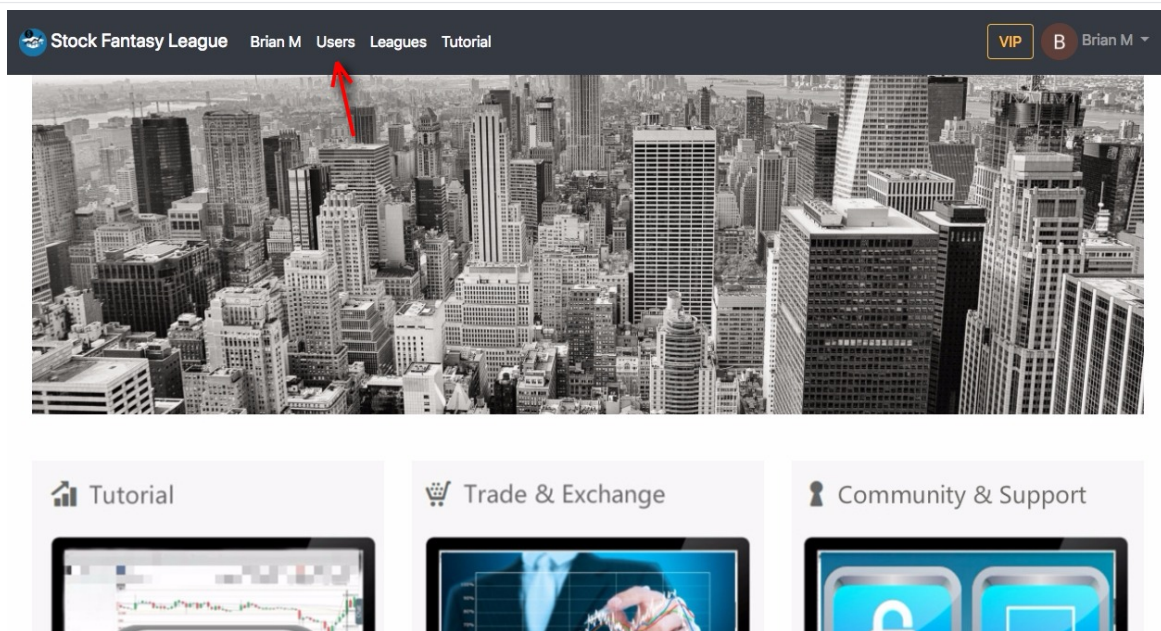 Stock Fantasy League Brian M Users Leagues Tutorial VIP B Brian M
Tutorial
Trade & Exchange
Community & Support